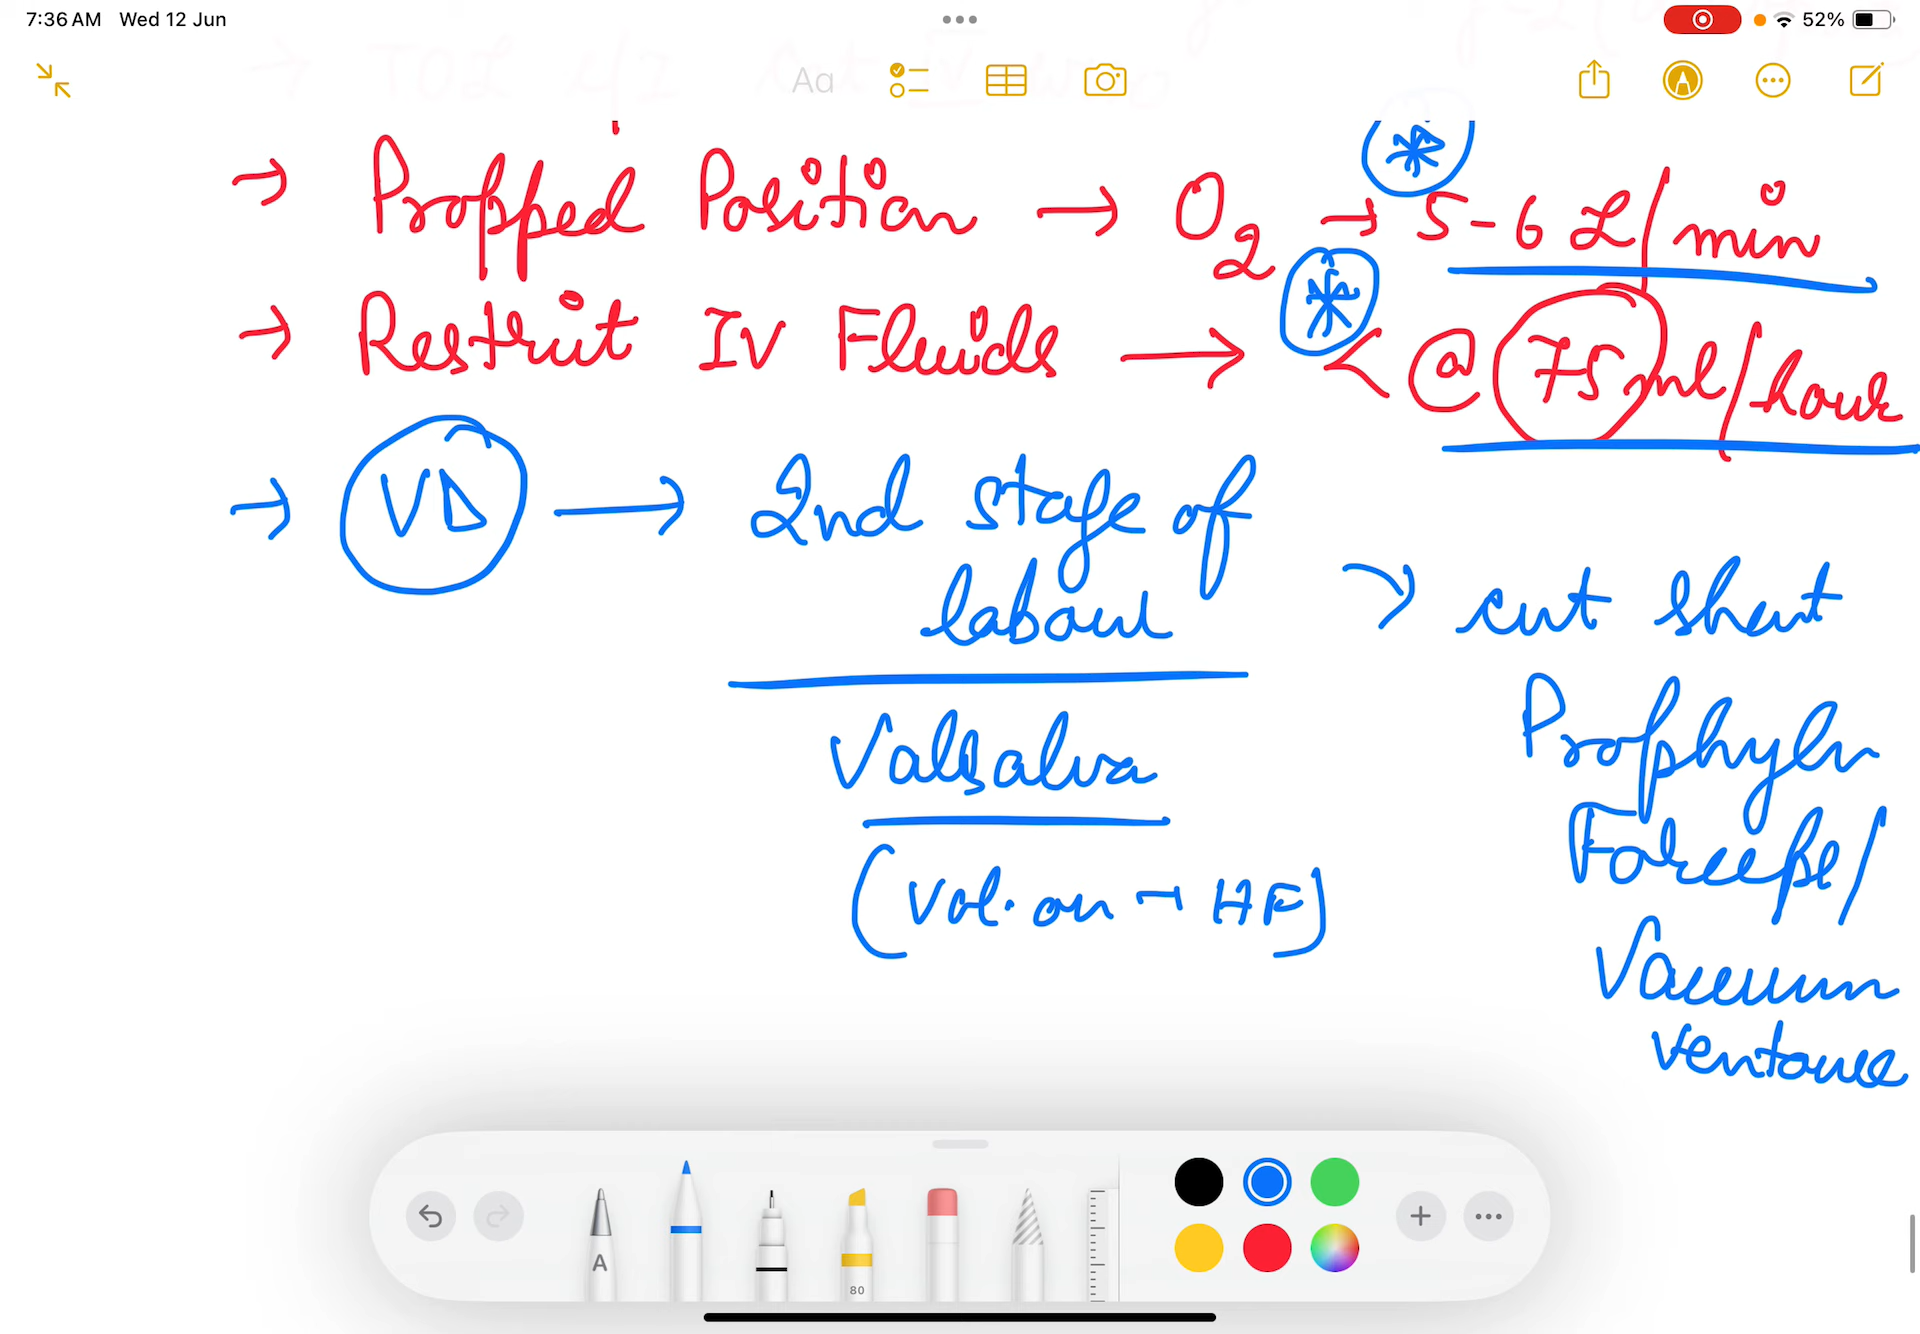 7:36 AM Wed 12 Jun
52%
Aa
→ Propped Position → O2 → 5-6 L/min
→ Restrict IV Fluids → < @ 75 ml/hour
→ VD → 2nd stage of
labour → cut short
Valsalva
Prophyln
Forceps/
(Vol. on → HF)
Vacuum
ventouse
A
80